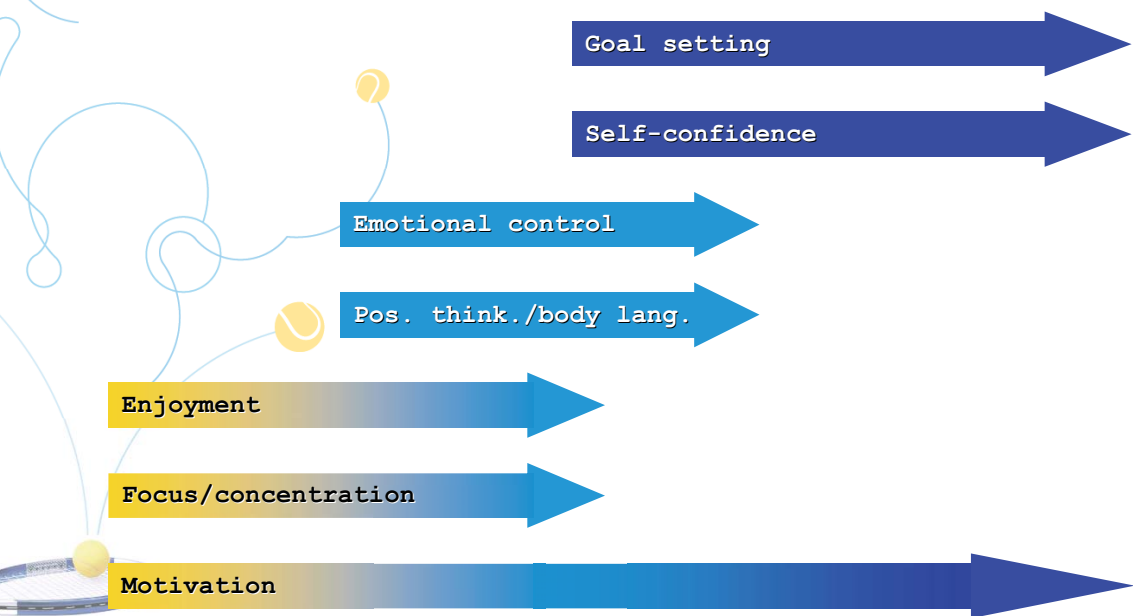 Goal setting
Self-confidence
Emotional control
Pos. think./body lang.
Enjoyment
Focus/concentration
Motivation